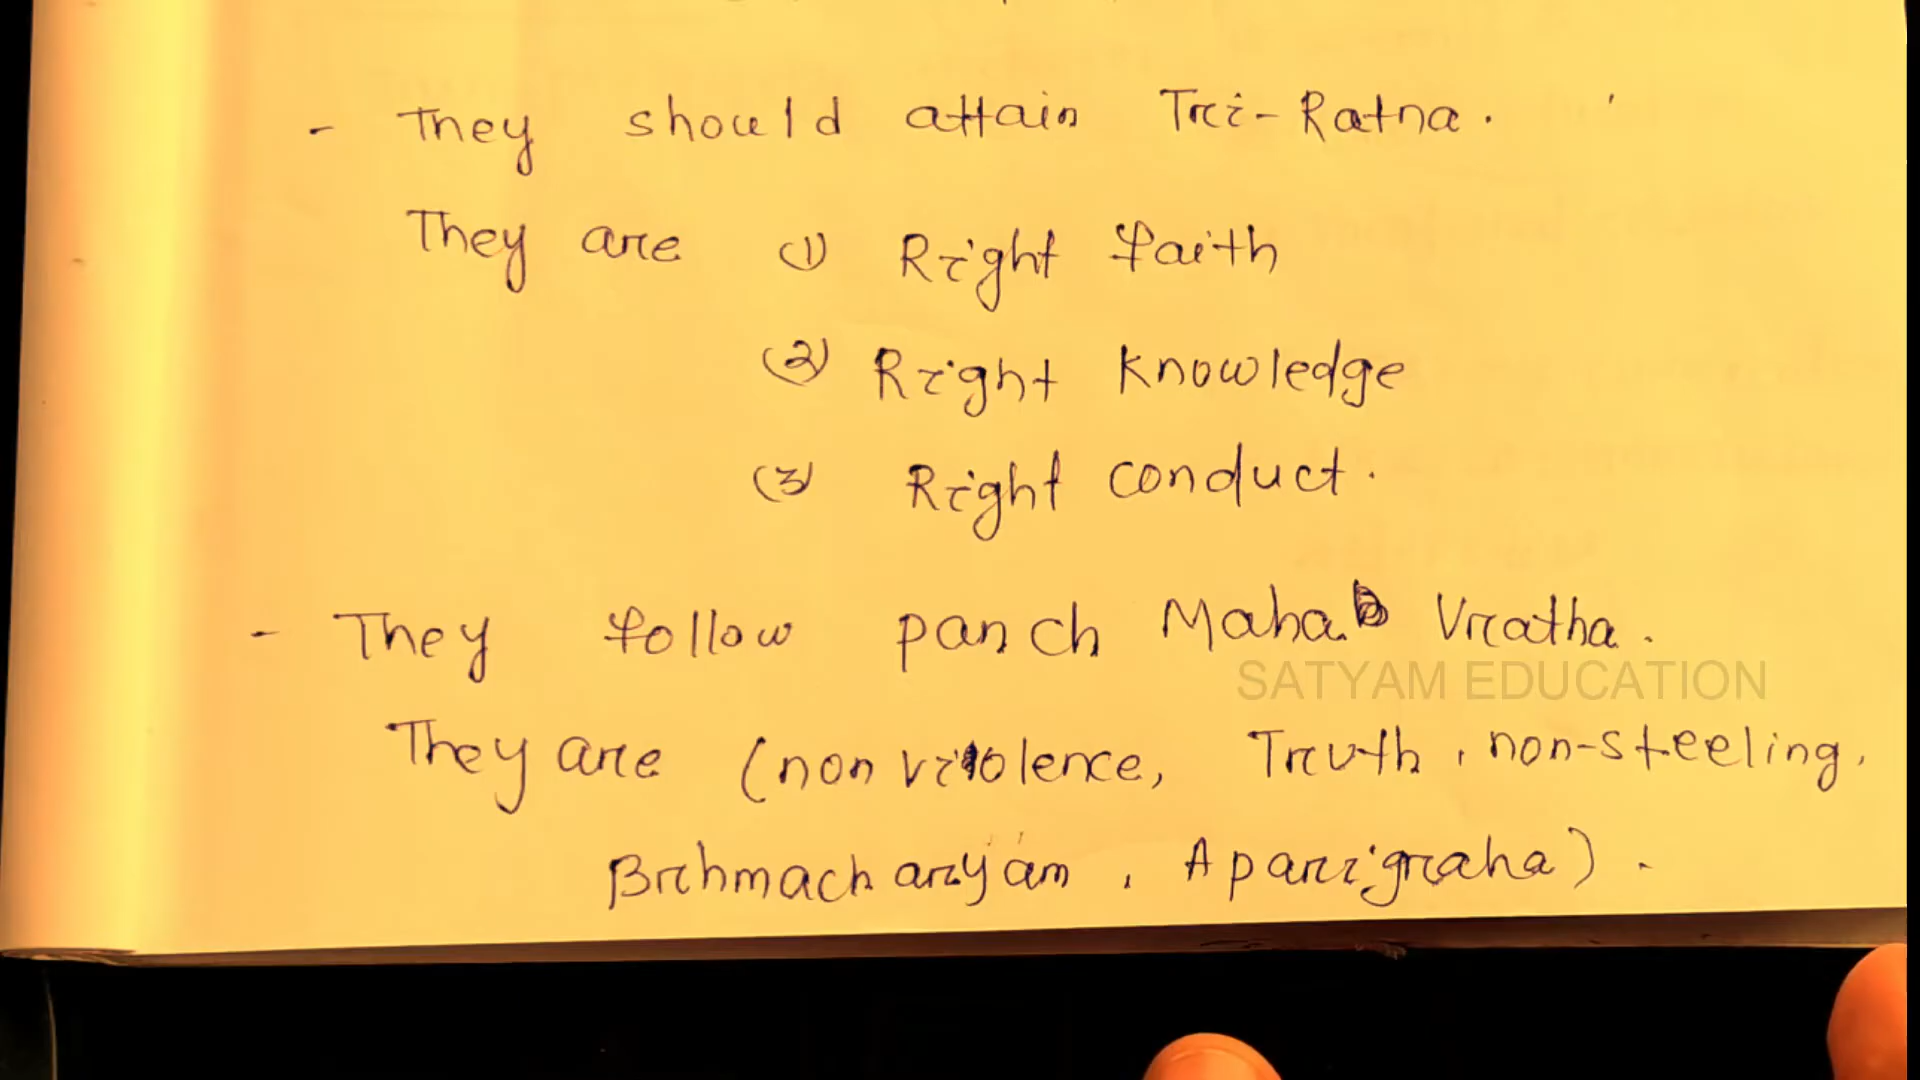 - They should attain Tri-Ratna.
They are (1) Right faith
(2) Right Knowledge
(3) Right conduct.
- They follow panch Maha Vratha.
SATYAM EDUCATION
They are (non violence, Truth, non-steeling,
Brhmacharyam, Aparigraha).